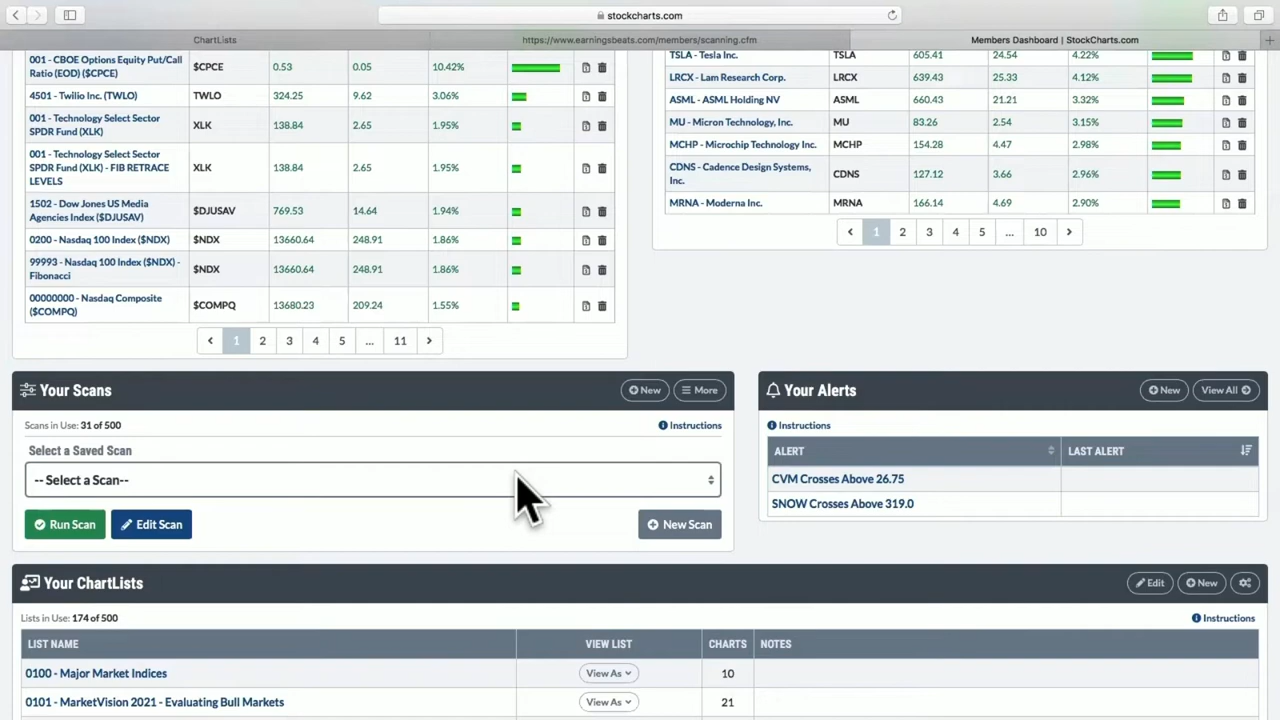 stockcharts.com
ChartLists
https://www.earningsbeats.com/members/scanning.cfm
Members Dashboard | StockCharts.com
001 - CBOE Options Equity Put/Call
Ratio (EOD) ($CPCE) $CPCE 0.53 0.05 10.42%
4501 - Twilio Inc. (TWLO) TWLO 324.25 9.62 3.06%
001 - Technology Select Sector
SPDR Fund (XLK) XLK 138.84 2.65 1.95%
001 - Technology Select Sector
SPDR Fund (XLK) - FIB RETRACE
LEVELS XLK 138.84 2.65 1.95%
1502 - Dow Jones US Media
Agencies Index ($DJUSAV) $DJUSAV 769.53 14.64 1.94%
0200 - Nasdaq 100 Index ($NDX) $NDX 13660.64 248.91 1.86%
99993 - Nasdaq 100 Index ($NDX) -
Fibonacci $NDX 13660.64 248.91 1.86%
00000000 - Nasdaq Composite
($COMPQ) $COMPQ 13680.23 209.24 1.55%
1 2 3 4 5 ... 11
TSLA - Tesla Inc. TSLA 605.41 24.54 4.22%
LRCX - Lam Research Corp. LRCX 639.43 25.33 4.12%
ASML - ASML Holding NV ASML 660.43 21.21 3.32%
MU - Micron Technology, Inc. MU 83.26 2.54 3.15%
MCHP - Microchip Technology Inc. MCHP 154.28 4.47 2.98%
CDNS - Cadence Design Systems,
Inc. CDNS 127.12 3.66 2.96%
MRNA - Moderna Inc. MRNA 166.14 4.69 2.90%
1 2 3 4 5 ... 10
Your Scans New More
Scans in Use: 31 of 500 Instructions
Select a Saved Scan
-- Select a Scan--
Run Scan Edit Scan New Scan
Your Alerts New View All
Instructions
ALERT LAST ALERT
CVM Crosses Above 26.75
SNOW Crosses Above 319.0
Your ChartLists Edit New
Lists in Use: 174 of 500 Instructions
LIST NAME VIEW LIST CHARTS NOTES
0100 - Major Market Indices View As 10
0101 - MarketVision 2021 - Evaluating Bull Markets View As 21